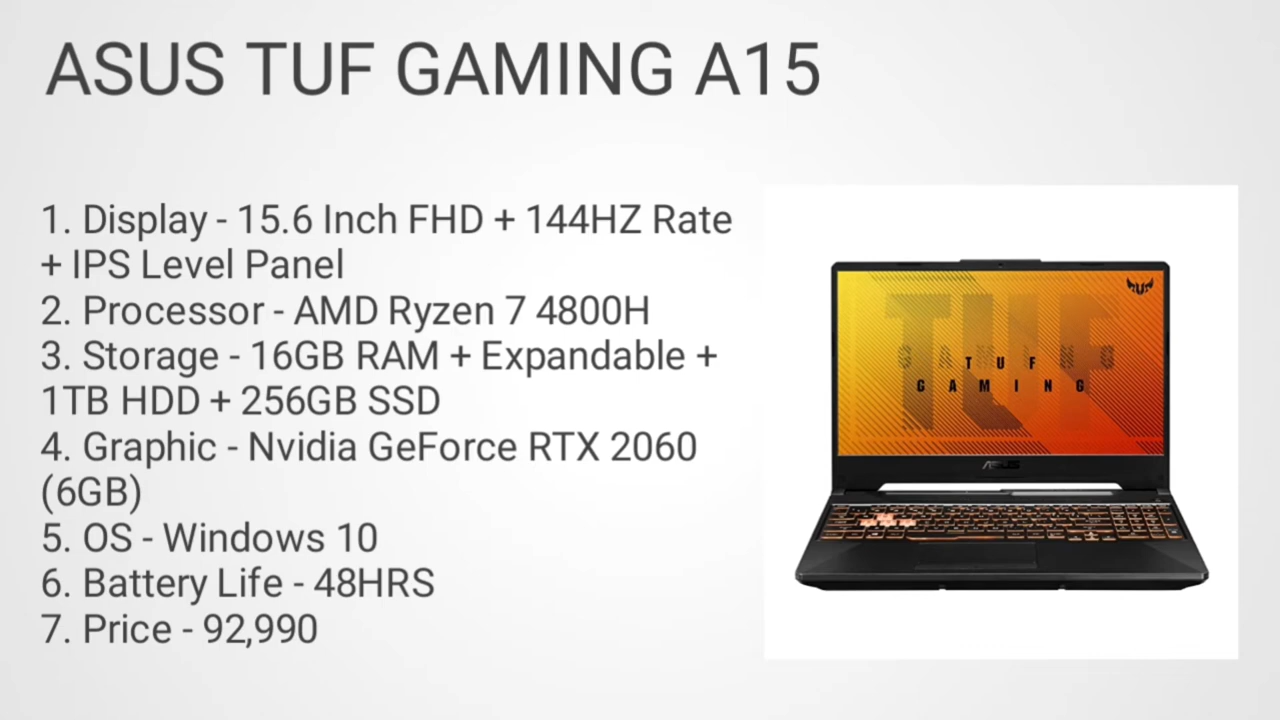 ASUS TUF GAMING A15
1. Display - 15.6 Inch FHD + 144HZ Rate
+ IPS Level Panel
2. Processor - AMD Ryzen 7 4800H
3. Storage - 16GB RAM + Expandable +
1TB HDD + 256GB SSD
4. Graphic - Nvidia GeForce RTX 2060
(6GB)
5. OS - Windows 10
6. Battery Life - 48HRS
7. Price - 92,990
TUF
TUF
GAMING
ASUS